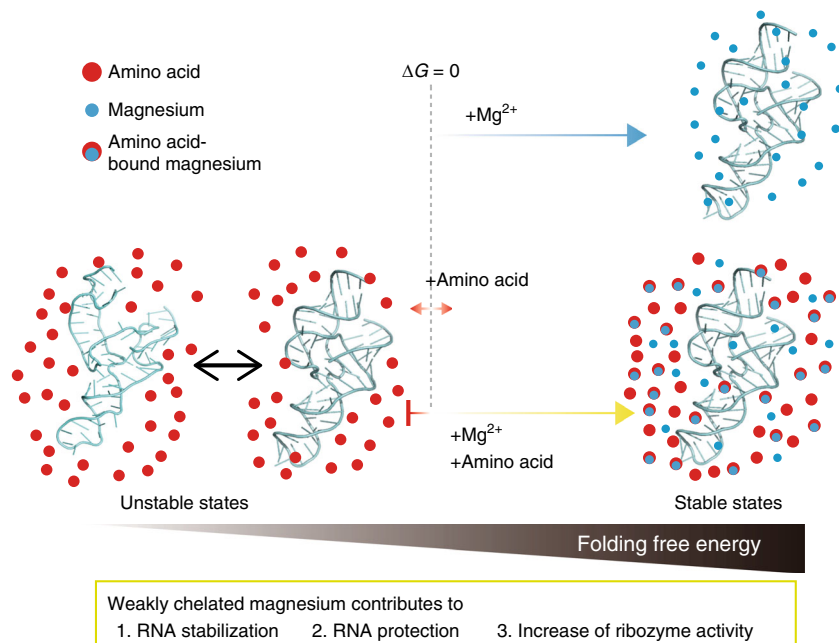 Amino acid
Magnesium
Amino acid-
bound magnesium
ΔG = 0
+Mg²⁺
+Amino acid
+Mg²⁺
+Amino acid
Unstable states
Stable states
Folding free energy
Weakly chelated magnesium contributes to
1. RNA stabilization 2. RNA protection 3. Increase of ribozyme activity